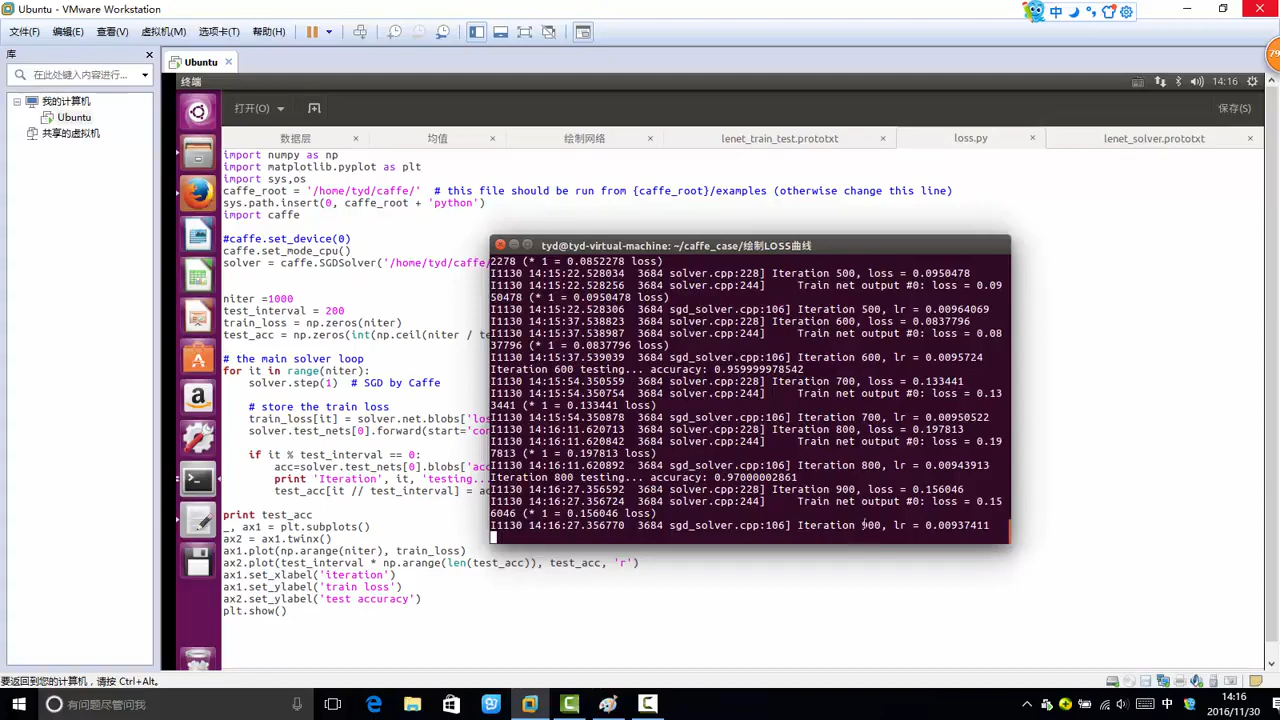 Ubuntu - VMware Workstation
中
文件(F) 编辑(E) 查看(V) 虚拟机(M) 选项卡(T) 帮助(H)
库
在此处键入内容进行...
我的计算机
Ubuntu
共享的虚拟机
Ubuntu
终端
14:16
打开(O)
保存(S)
数据层
均值
绘制网络
lenet_train_test.prototxt
loss.py
lenet_solver.prototxt
import numpy as np
import matplotlib.pyplot as plt
import sys,os
caffe_root = '/home/tyd/caffe/'  # this file should be run from {caffe_root}/examples (otherwise change this line)
sys.path.insert(0, caffe_root + 'python')
import caffe
#caffe.set_device(0)
caffe.set_mode_cpu()
solver = caffe.SGDSolver('/home/tyd/caffe/
niter =1000
test_interval = 200
train_loss = np.zeros(niter)
test_acc = np.zeros(int(np.ceil(niter / te
# the main solver loop
for it in range(niter):
solver.step(1)  # SGD by Caffe
# store the train loss
train_loss[it] = solver.net.blobs['los
solver.test_nets[0].forward(start='con
if it % test_interval == 0:
acc=solver.test_nets[0].blobs['acc
print 'Iteration', it, 'testing...
test_acc[it // test_interval] = ac
print test_acc
_, ax1 = plt.subplots()
ax2 = ax1.twinx()
ax1.plot(np.arange(niter), train_loss)
ax2.plot(test_interval * np.arange(len(test_acc)), test_acc, 'r')
ax1.set_xlabel('iteration')
ax1.set_ylabel('train loss')
ax2.set_ylabel('test accuracy')
plt.show()
tyd@tyd-virtual-machine: ~/caffe_case/绘制LOSS曲线
2278 (* 1 = 0.0852278 loss)
I1130 14:15:22.528034  3684 solver.cpp:228] Iteration 500, loss = 0.0950478
I1130 14:15:22.528256  3684 solver.cpp:244]     Train net output #0: loss = 0.09
50478 (* 1 = 0.0950478 loss)
I1130 14:15:22.528306  3684 sgd_solver.cpp:106] Iteration 500, lr = 0.00964069
I1130 14:15:37.538823  3684 solver.cpp:228] Iteration 600, loss = 0.0837796
I1130 14:15:37.538987  3684 solver.cpp:244]     Train net output #0: loss = 0.08
37796 (* 1 = 0.0837796 loss)
I1130 14:15:37.539039  3684 sgd_solver.cpp:106] Iteration 600, lr = 0.0095724
Iteration 600 testing... accuracy: 0.959999978542
I1130 14:15:54.350559  3684 solver.cpp:228] Iteration 700, loss = 0.133441
I1130 14:15:54.350754  3684 solver.cpp:244]     Train net output #0: loss = 0.13
3441 (* 1 = 0.133441 loss)
I1130 14:15:54.350878  3684 sgd_solver.cpp:106] Iteration 700, lr = 0.00950522
I1130 14:16:11.620713  3684 solver.cpp:228] Iteration 800, loss = 0.197813
I1130 14:16:11.620842  3684 solver.cpp:244]     Train net output #0: loss = 0.19
7813 (* 1 = 0.197813 loss)
I1130 14:16:11.620892  3684 sgd_solver.cpp:106] Iteration 800, lr = 0.00943913
Iteration 800 testing... accuracy: 0.97000002861
I1130 14:16:27.356592  3684 solver.cpp:228] Iteration 900, loss = 0.156046
I1130 14:16:27.356724  3684 solver.cpp:244]     Train net output #0: loss = 0.15
6046 (* 1 = 0.156046 loss)
I1130 14:16:27.356770  3684 sgd_solver.cpp:106] Iteration 900, lr = 0.00937411
要返回到您的计算机，请按 Ctrl+Alt。
有问题尽管问我
中
14:16
2016/11/30